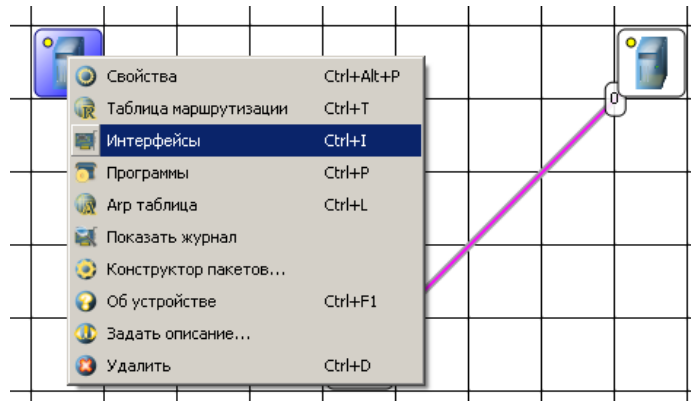 Свойства Ctrl+Alt+P
Таблица маршрутизации Ctrl+T
Интерфейсы Ctrl+I
Программы Ctrl+P
Arp таблица Ctrl+L
Показать журнал
Конструктор пакетов...
Об устройстве Ctrl+F1
Задать описание...
Удалить Ctrl+D
0